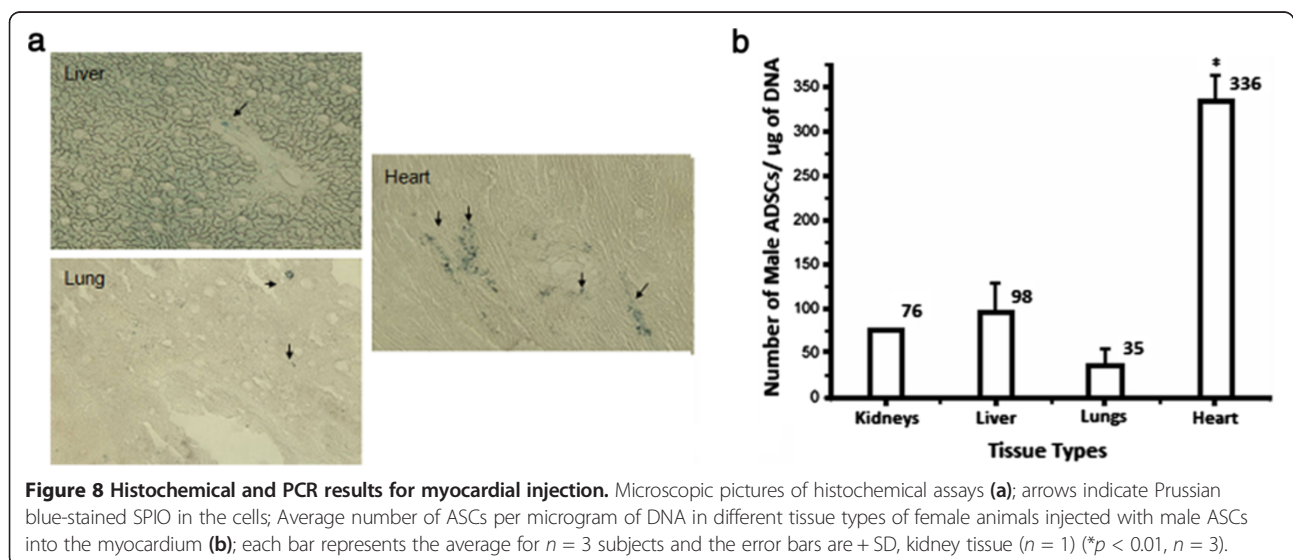 a
Liver
Lung
Heart
b
Number of Male ADSCs/ µg of DNA
350
300
250
200
150
100
50
0
76
98
35
*
336
Kidneys
Liver
Lungs
Heart
Tissue Types
Figure 8 Histochemical and PCR results for myocardial injection. Microscopic pictures of histochemical assays (a); arrows indicate Prussian
blue-stained SPIO in the cells; Average number of ASCs per microgram of DNA in different tissue types of female animals injected with male ASCs
into the myocardium (b); each bar represents the average for n = 3 subjects and the error bars are + SD, kidney tissue (n = 1) (*p < 0.01, n = 3).